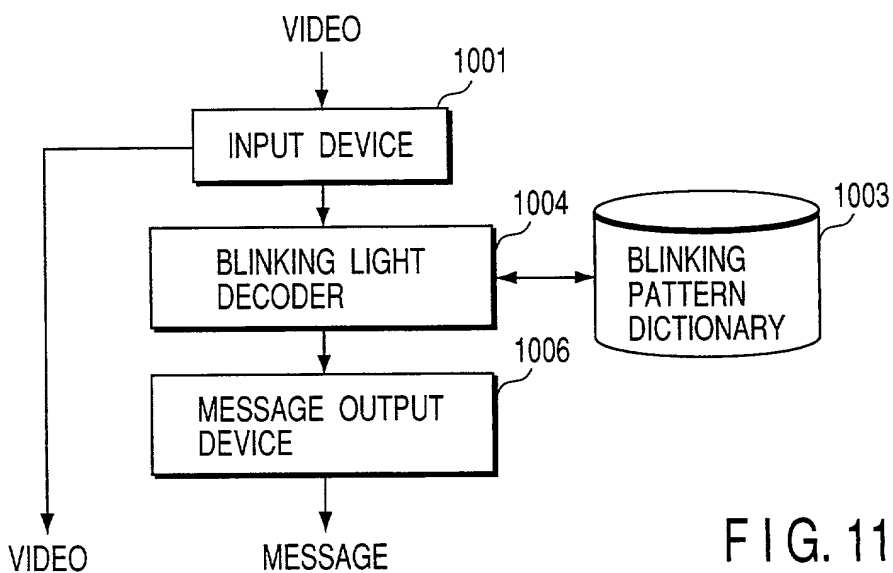 VIDEO
1001
INPUT DEVICE
1004
BLINKING LIGHT
DECODER
1003
BLINKING
PATTERN
DICTIONARY
1006
MESSAGE OUTPUT
DEVICE
VIDEO
MESSAGE
FIG. 11